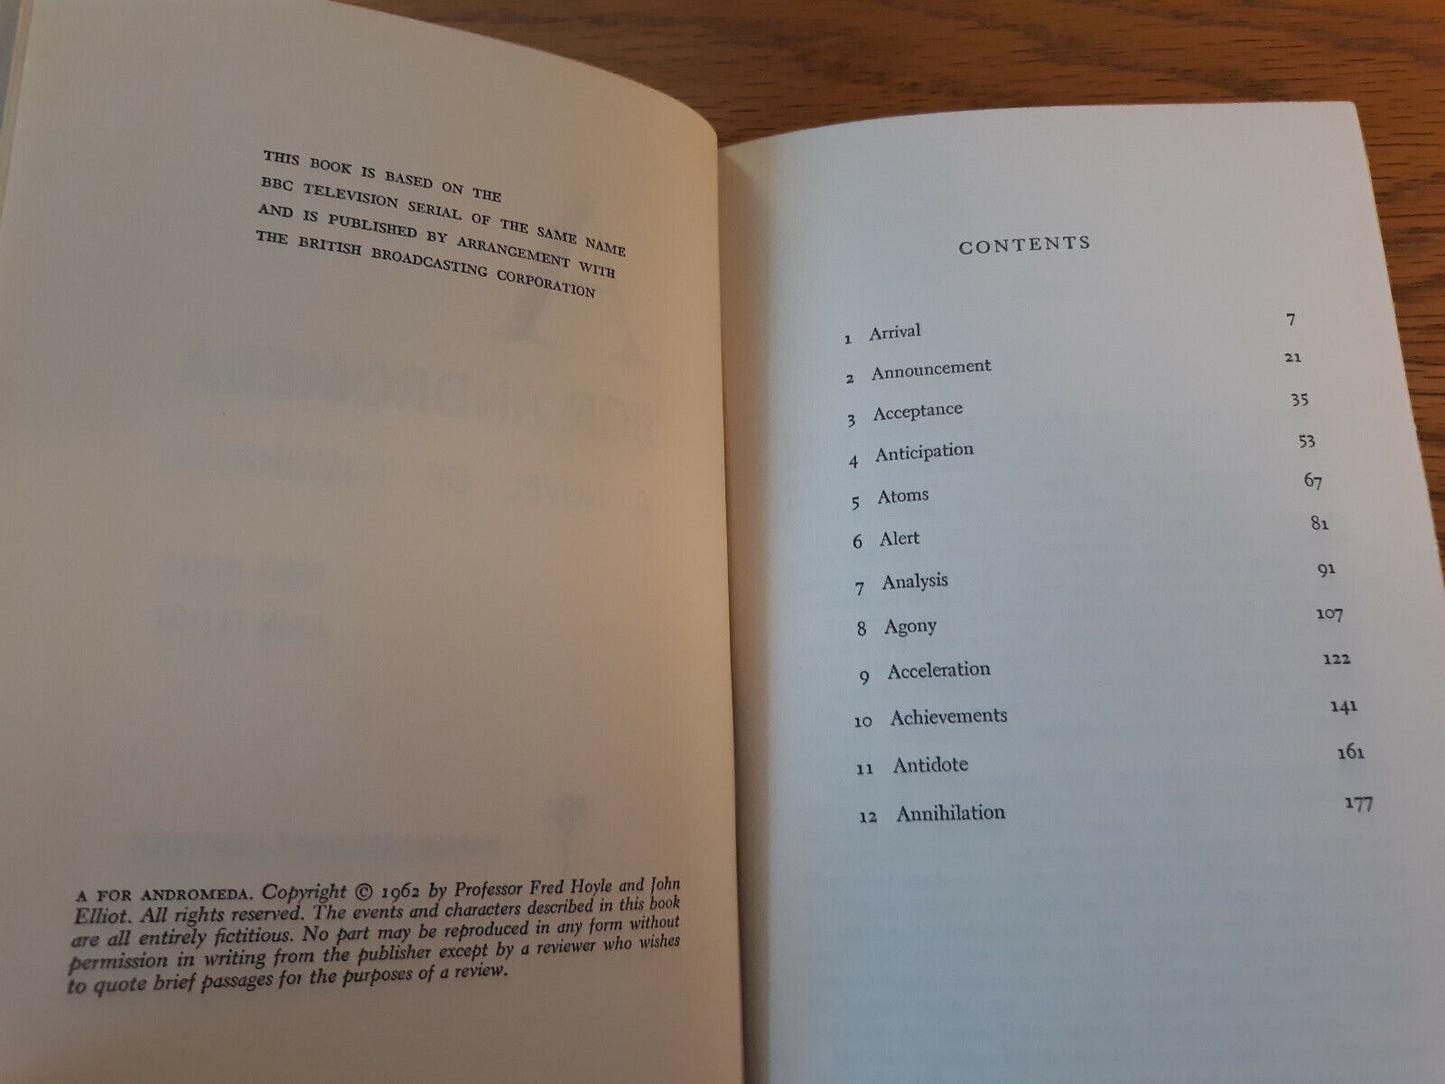 THIS BOOK IS BASED ON THE
BBC TELEVISION SERIAL OF THE SAME NAME
AND IS PUBLISHED BY ARRANGEMENT WITH
THE BRITISH BROADCASTING CORPORATION
A FOR ANDROMEDA. Copyright © 1962 by Professor Fred Hoyle and John
Elliot. All rights reserved. The events and characters described in this book
are all entirely fictitious. No part may be reproduced in any form without
permission in writing from the publisher except by a reviewer who wishes
to quote brief passages for the purposes of a review.
CONTENTS
1 Arrival 7
2 Announcement 21
3 Acceptance 35
4 Anticipation 53
5 Atoms 67
6 Alert 81
7 Analysis 91
8 Agony 107
9 Acceleration 122
10 Achievements 141
11 Antidote 161
12 Annihilation 177